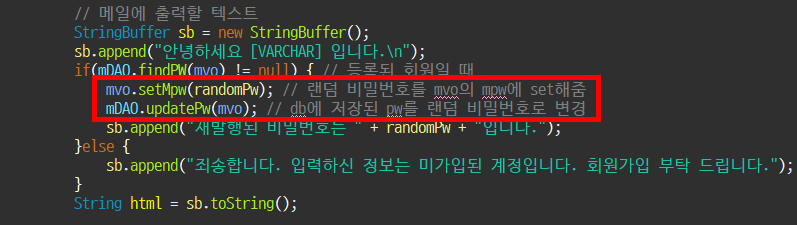 // 메일에 출력할 텍스트
StringBuffer sb = new StringBuffer();
sb.append("안녕하세요 [VARCHAR] 입니다.\n");
if(mDAO.findPW(mvo) != null) { // 등록된 회원일 때
mvo.setMpw(randomPw); // 랜덤 비밀번호를 mvo의 mpw에 set해줌
mDAO.updatePw(mvo); // db에 저장된 pw를 랜덤 비밀번호로 변경
sb.append("재발행된 비밀번호는 " + randomPw + "입니다.");
}else {
sb.append("죄송합니다. 입력하신 정보는 미가입된 계정입니다. 회원가입 부탁 드립니다.");
}
String html = sb.toString();